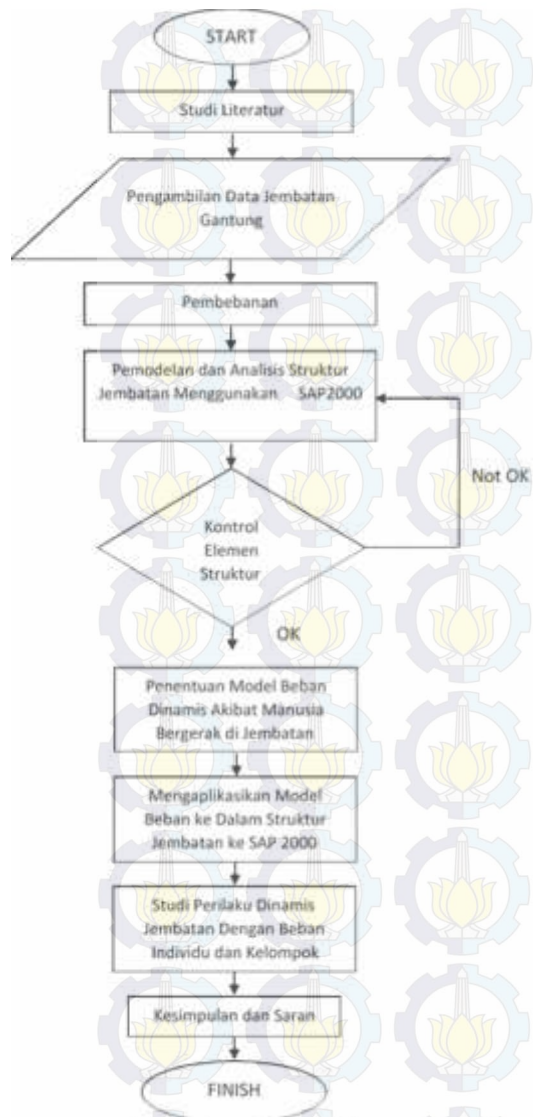 START
Studi Literatur
Pengambilan Data Jembatan
Gantung
Pembebanan
Pemodelan dan Analisis Struktur
Jembatan Menggunakan SAP2000
Not OK
Kontrol
Elemen
Struktur
OK
Penentuan Model Beban
Dinamis Akibat Manusia
Bergerak di Jembatan
Mengaplikasikan Model
Beban ke Dalam Struktur
Jembatan ke SAP 2000
Studi Perilaku Dinamis
Jembatan Dengan Beban
Individu dan Kelompok
Kesimpulan dan Saran
FINISH